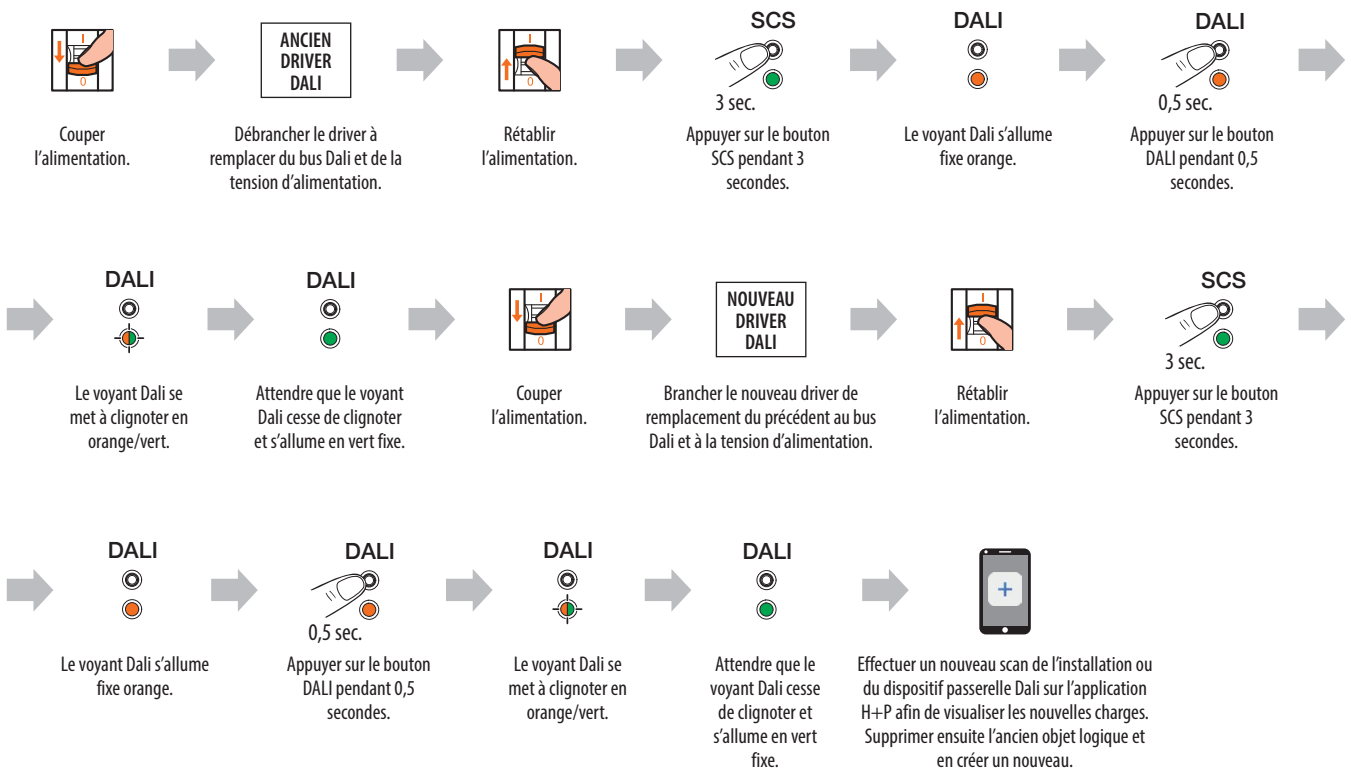 I
O
Couper
l'alimentation.
ANCIEN
DRIVER
DALI
Débrancher le driver à
remplacer du bus Dali et de la
tension d'alimentation.
I
O
Rétablir
l'alimentation.
SCS
3 sec.
Appuyer sur le bouton
SCS pendant 3
secondes.
DALI
Le voyant Dali s'allume
fixe orange.
DALI
0,5 sec.
Appuyer sur le bouton
DALI pendant 0,5
secondes.
DALI
Le voyant Dali se
met à clignoter en
orange/vert.
DALI
Attendre que le voyant
Dali cesse de clignoter
et s'allume en vert fixe.
I
O
Couper
l'alimentation.
NOUVEAU
DRIVER
DALI
Brancher le nouveau driver de
remplacement du précédent au bus
Dali et à la tension d'alimentation.
I
O
Rétablir
l'alimentation.
SCS
3 sec.
Appuyer sur le bouton
SCS pendant 3
secondes.
DALI
Le voyant Dali s'allume
fixe orange.
DALI
0,5 sec.
Appuyer sur le bouton
DALI pendant 0,5
secondes.
DALI
Le voyant Dali se
met à clignoter en
orange/vert.
DALI
Attendre que le
voyant Dali cesse
de clignoter et
s'allume en vert
fixe.
+
Effectuer un nouveau scan de l'installation ou
du dispositif passerelle Dali sur l'application
H+P afin de visualiser les nouvelles charges.
Supprimer ensuite l'ancien objet logique et
en créer un nouveau.